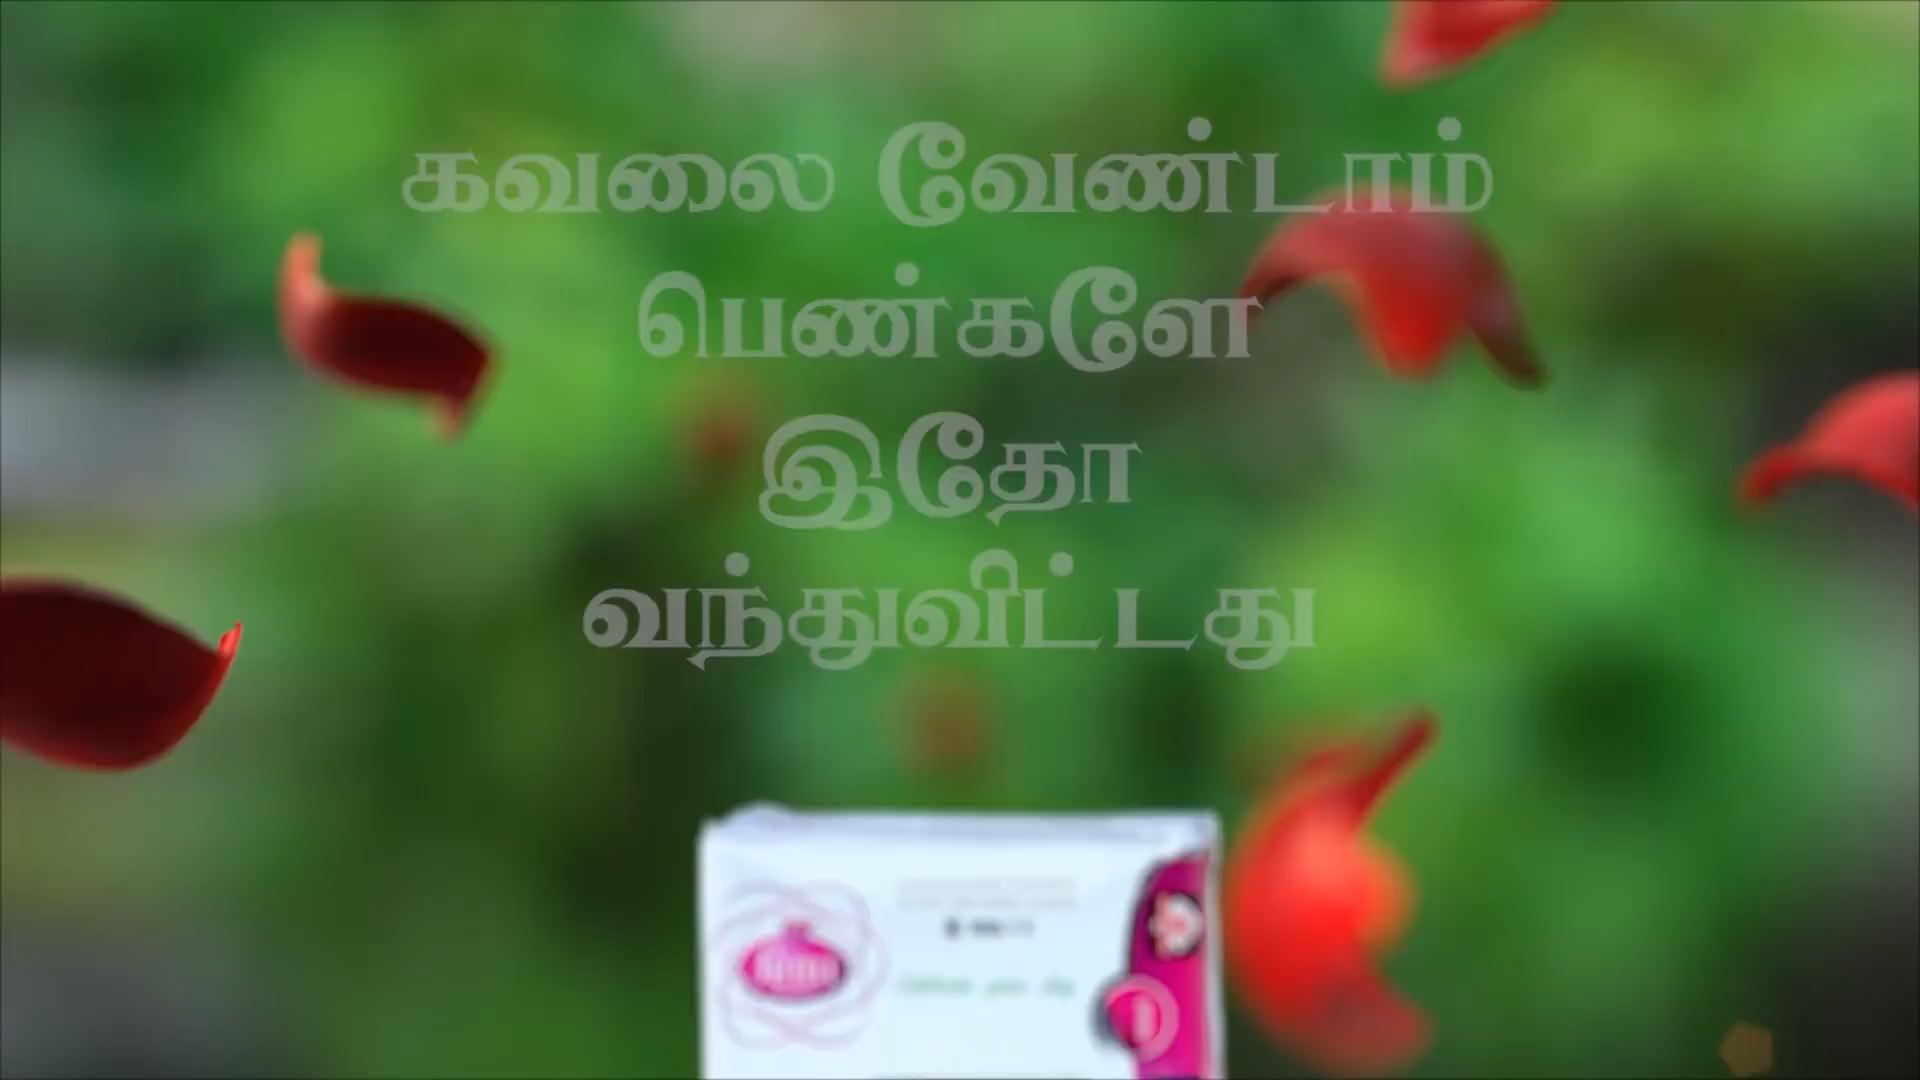 கவலை வேண்டாம்
பெண்களே
இதோ
வந்துவிட்டது